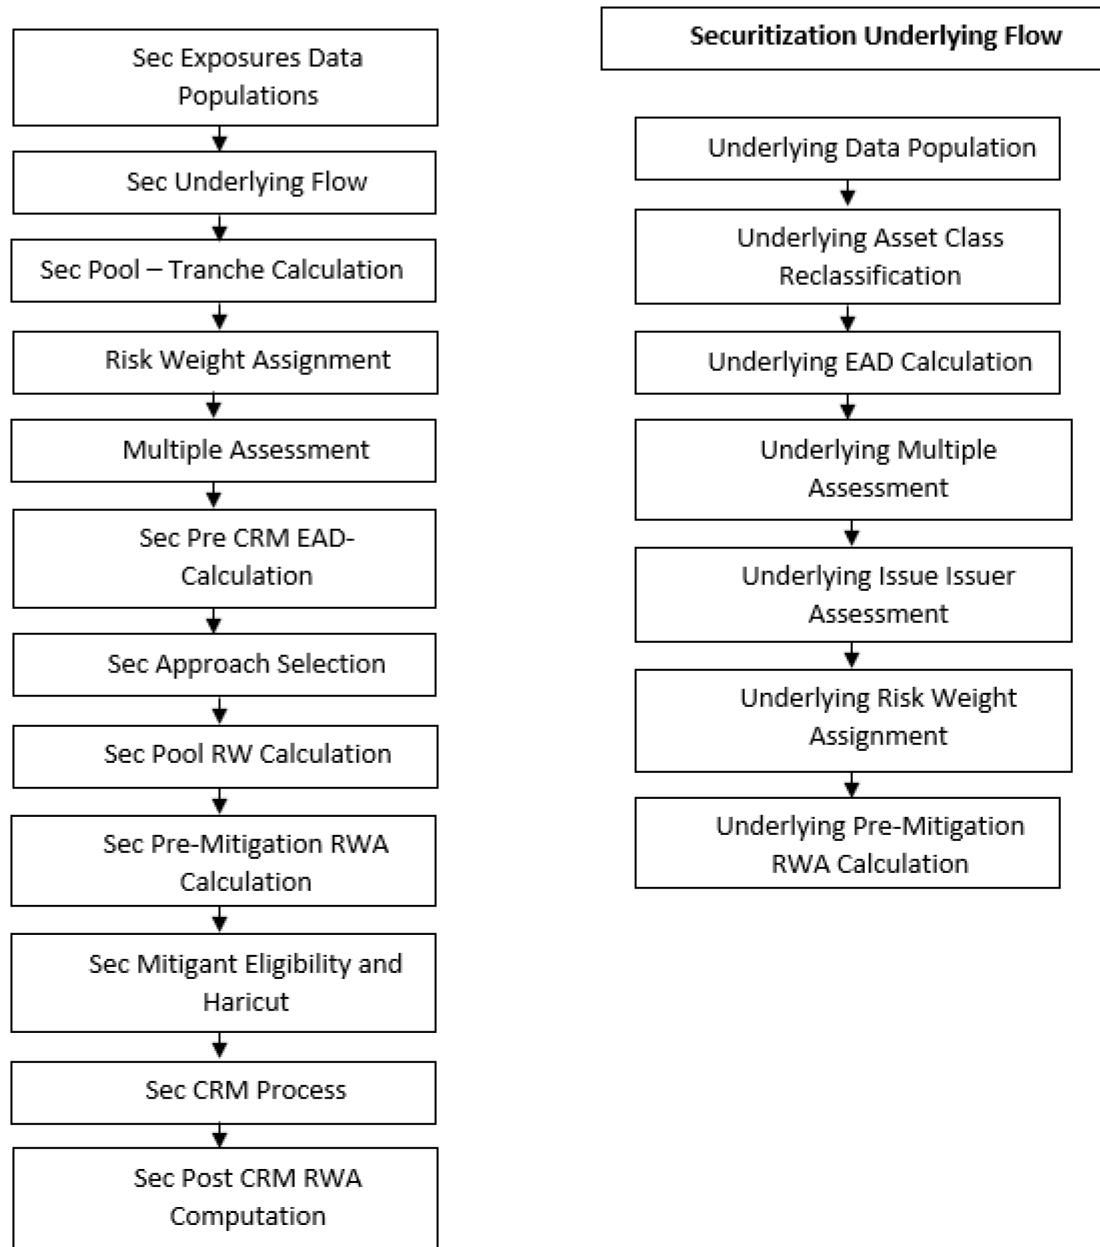 Sec Exposures Data
Populations
Sec Underlying Flow
Sec Pool – Tranche Calculation
Risk Weight Assignment
Multiple Assessment
Sec Pre CRM EAD-
Calculation
Sec Approach Selection
Sec Pool RW Calculation
Sec Pre-Mitigation RWA
Calculation
Sec Mitigant Eligibility and
Haricut
Sec CRM Process
Sec Post CRM RWA
Computation
Securitization Underlying Flow
Underlying Data Population
Underlying Asset Class
Reclassification
Underlying EAD Calculation
Underlying Multiple
Assessment
Underlying Issue Issuer
Assessment
Underlying Risk Weight
Assignment
Underlying Pre-Mitigation
RWA Calculation